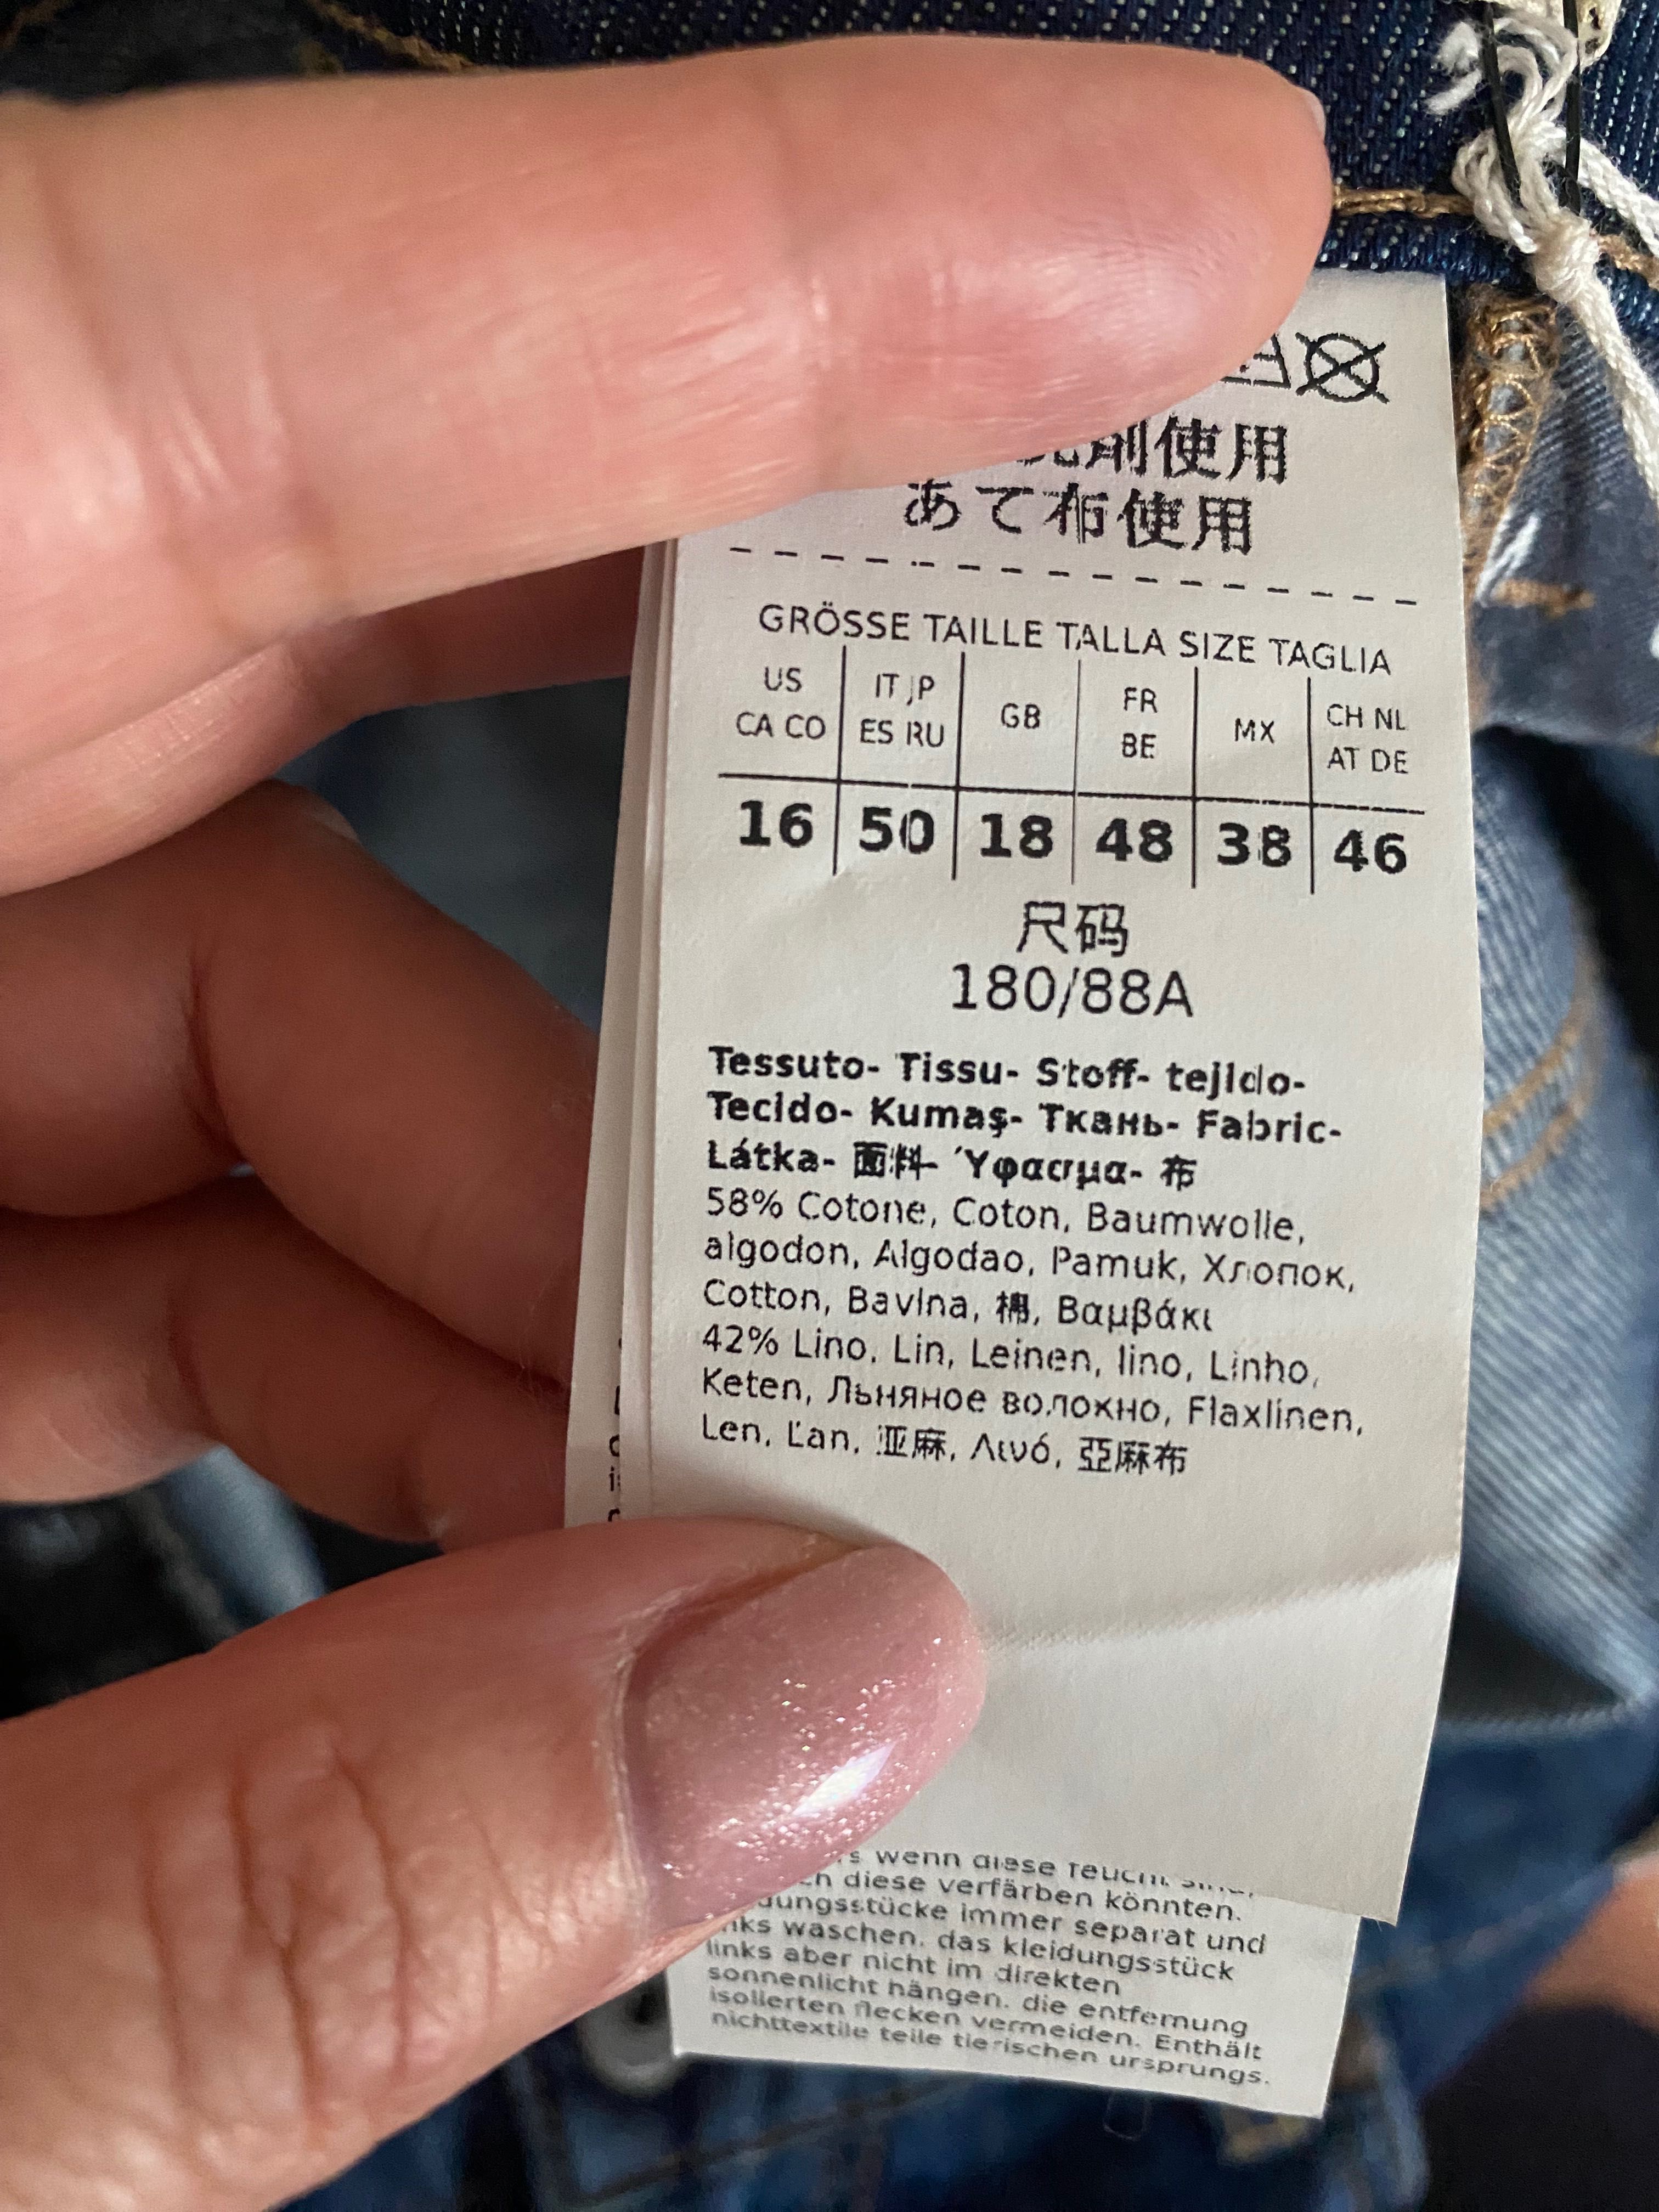 剤使用
あて布使用
GRÖSSE TAILLE TALLA SIZE TAGLIA
US CA CO IT JP ES RU GB FR BE MX CH NL AT DE
16 50 18 48 38 46
尺码
180/88A
Tessuto- Tissu- Stoff- tejido-
Tecido- Kumaş- Ткань- Fabric-
Látka- 面料- Ύφασμα- 布
58% Cotone, Coton, Baumwolle,
algodon, Algodao, Pamuk, Хлопок,
Cotton, Bavlna, 棉, Βαμβάκι
42% Lino, Lin, Leinen, lino, Linho,
Keten, Льняное волокно, Flaxlinen,
Len, Ľan, 亚麻, Λινό, 亞麻布
wenn diese feucht sind,
diese verfärben könnten.
immer separat und
waschen. das kleidungsstück
links aber nicht im direkten
sonnenlicht hängen. die entfernung
isolierten flecken vermeiden. Enthält
nichttextile teile tierischen ursprungs.